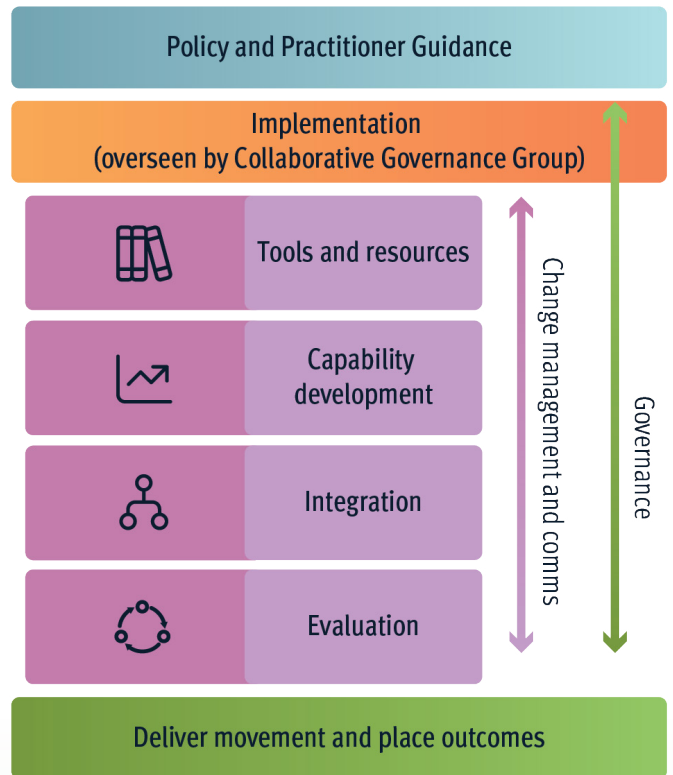 Policy and Practitioner Guidance
Implementation
(overseen by Collaborative Governance Group)
Tools and resources
Capability
development
Integration
Evaluation
Change management and comms
Governance
Deliver movement and place outcomes